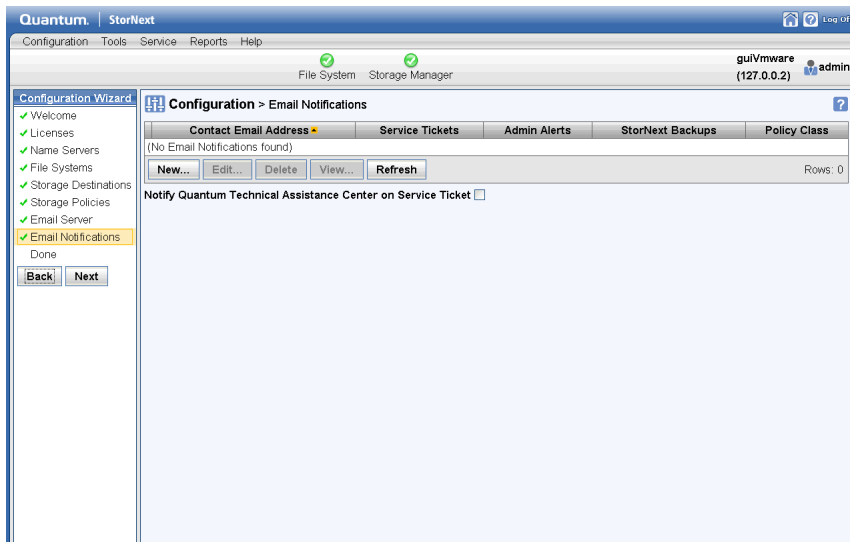 Quantum. StorNext
Log Of
Configuration Tools Service Reports Help
File System Storage Manager
guiVmware
(127.0.0.2)
admin
Configuration Wizard
Welcome
Licenses
Name Servers
File Systems
Storage Destinations
Storage Policies
Email Server
Email Notifications
Done
Back Next
Configuration > Email Notifications
?
Contact Email Address Service Tickets Admin Alerts StorNext Backups Policy Class
(No Email Notifications found)
New... Edit... Delete View... Refresh Rows: 0
Notify Quantum Technical Assistance Center on Service Ticket